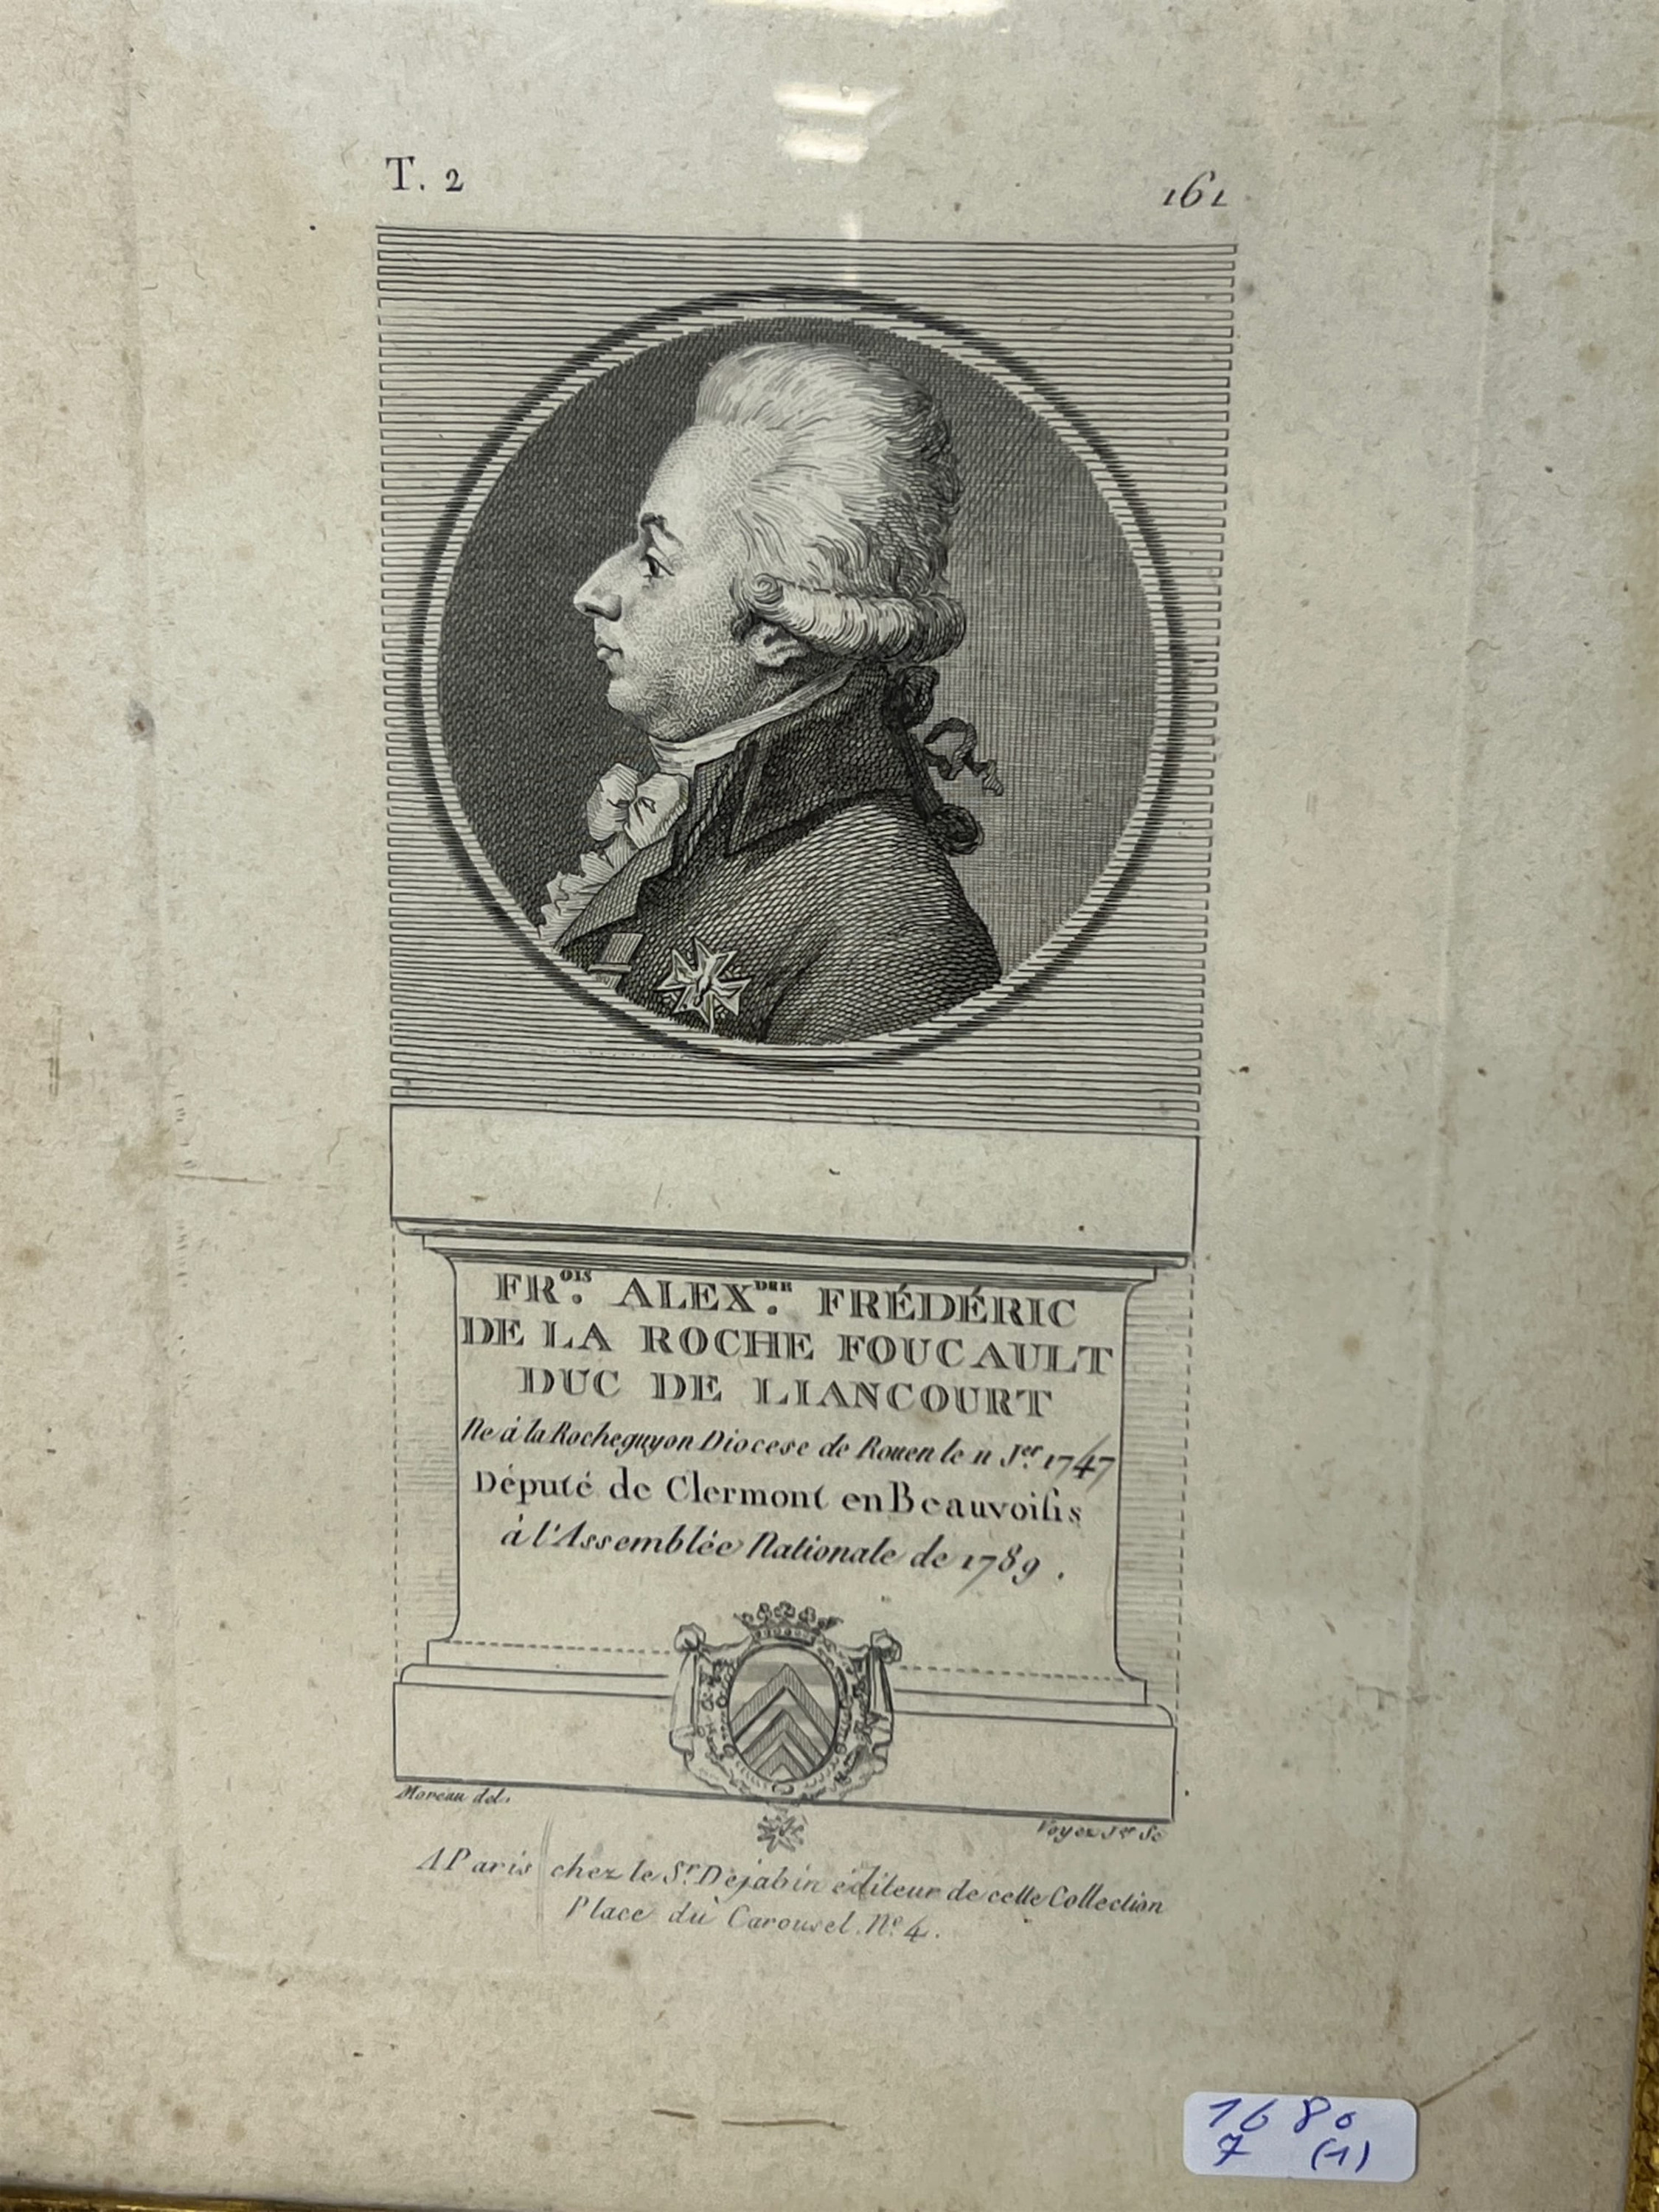 T. 2
161
FR.OIS ALEX.DRE FRÉDÉRIC
DE LA ROCHE FOUCAULT
DUC DE LIANCOURT
Ne à la Rocheguyon Diocese de Rouen le 11 J.er 1747
Député de Clermont en Beauvoisis
à l'Assemblée Nationale de 1789.
Moreau del.
Voyez J.er Sc
A Paris chez le S.r Dejabin éditeur de cette Collection
Place du Carousel N.o 4.
1680
7 (1)